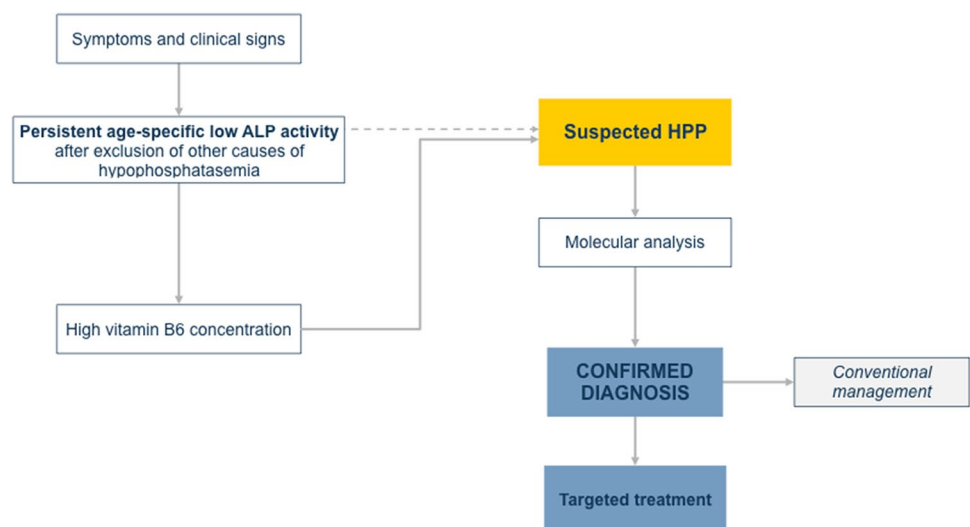 Symptoms and clinical signs
Persistent age-specific low ALP activity
after exclusion of other causes of
hypophosphatasemia
High vitamin B6 concentration
Suspected HPP
Molecular analysis
CONFIRMED
DIAGNOSIS
Conventional
management
Targeted treatment